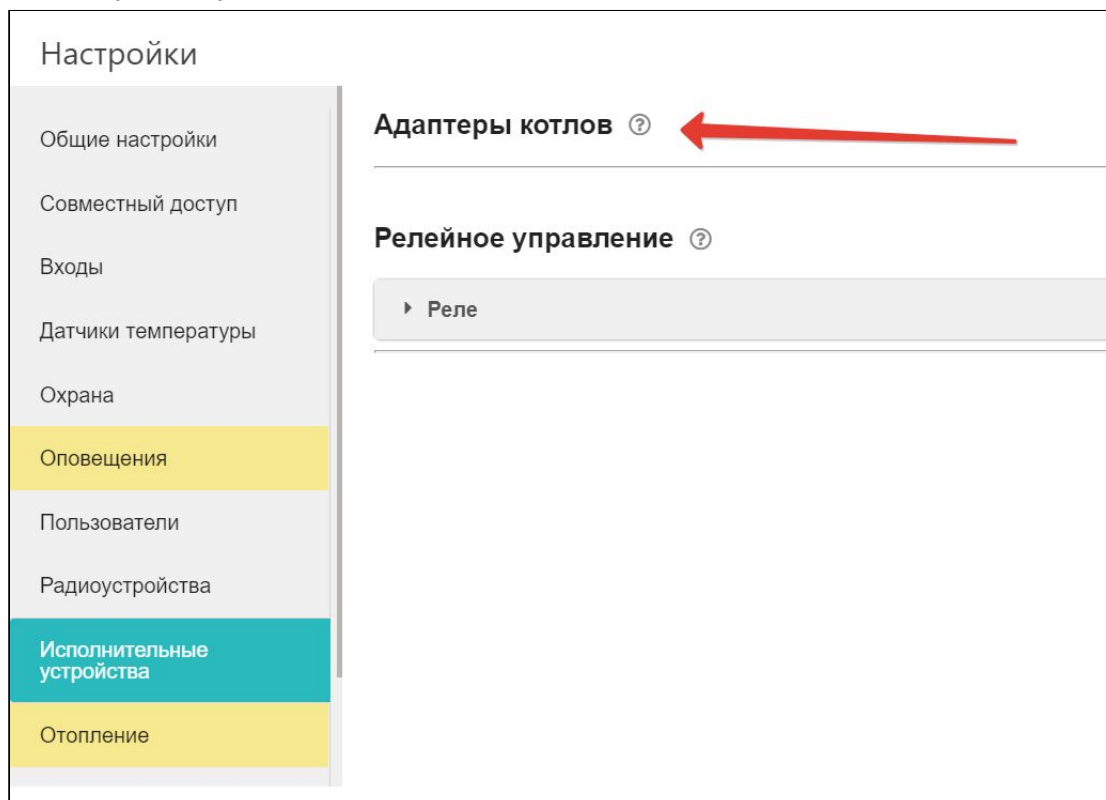 Настройки
Общие настройки
Совместный доступ
Входы
Датчики температуры
Охрана
Оповещения
Пользователи
Радиоустройства
Исполнительные
устройства
Отопление
Адаптеры котлов ?
Релейное управление ?
Реле